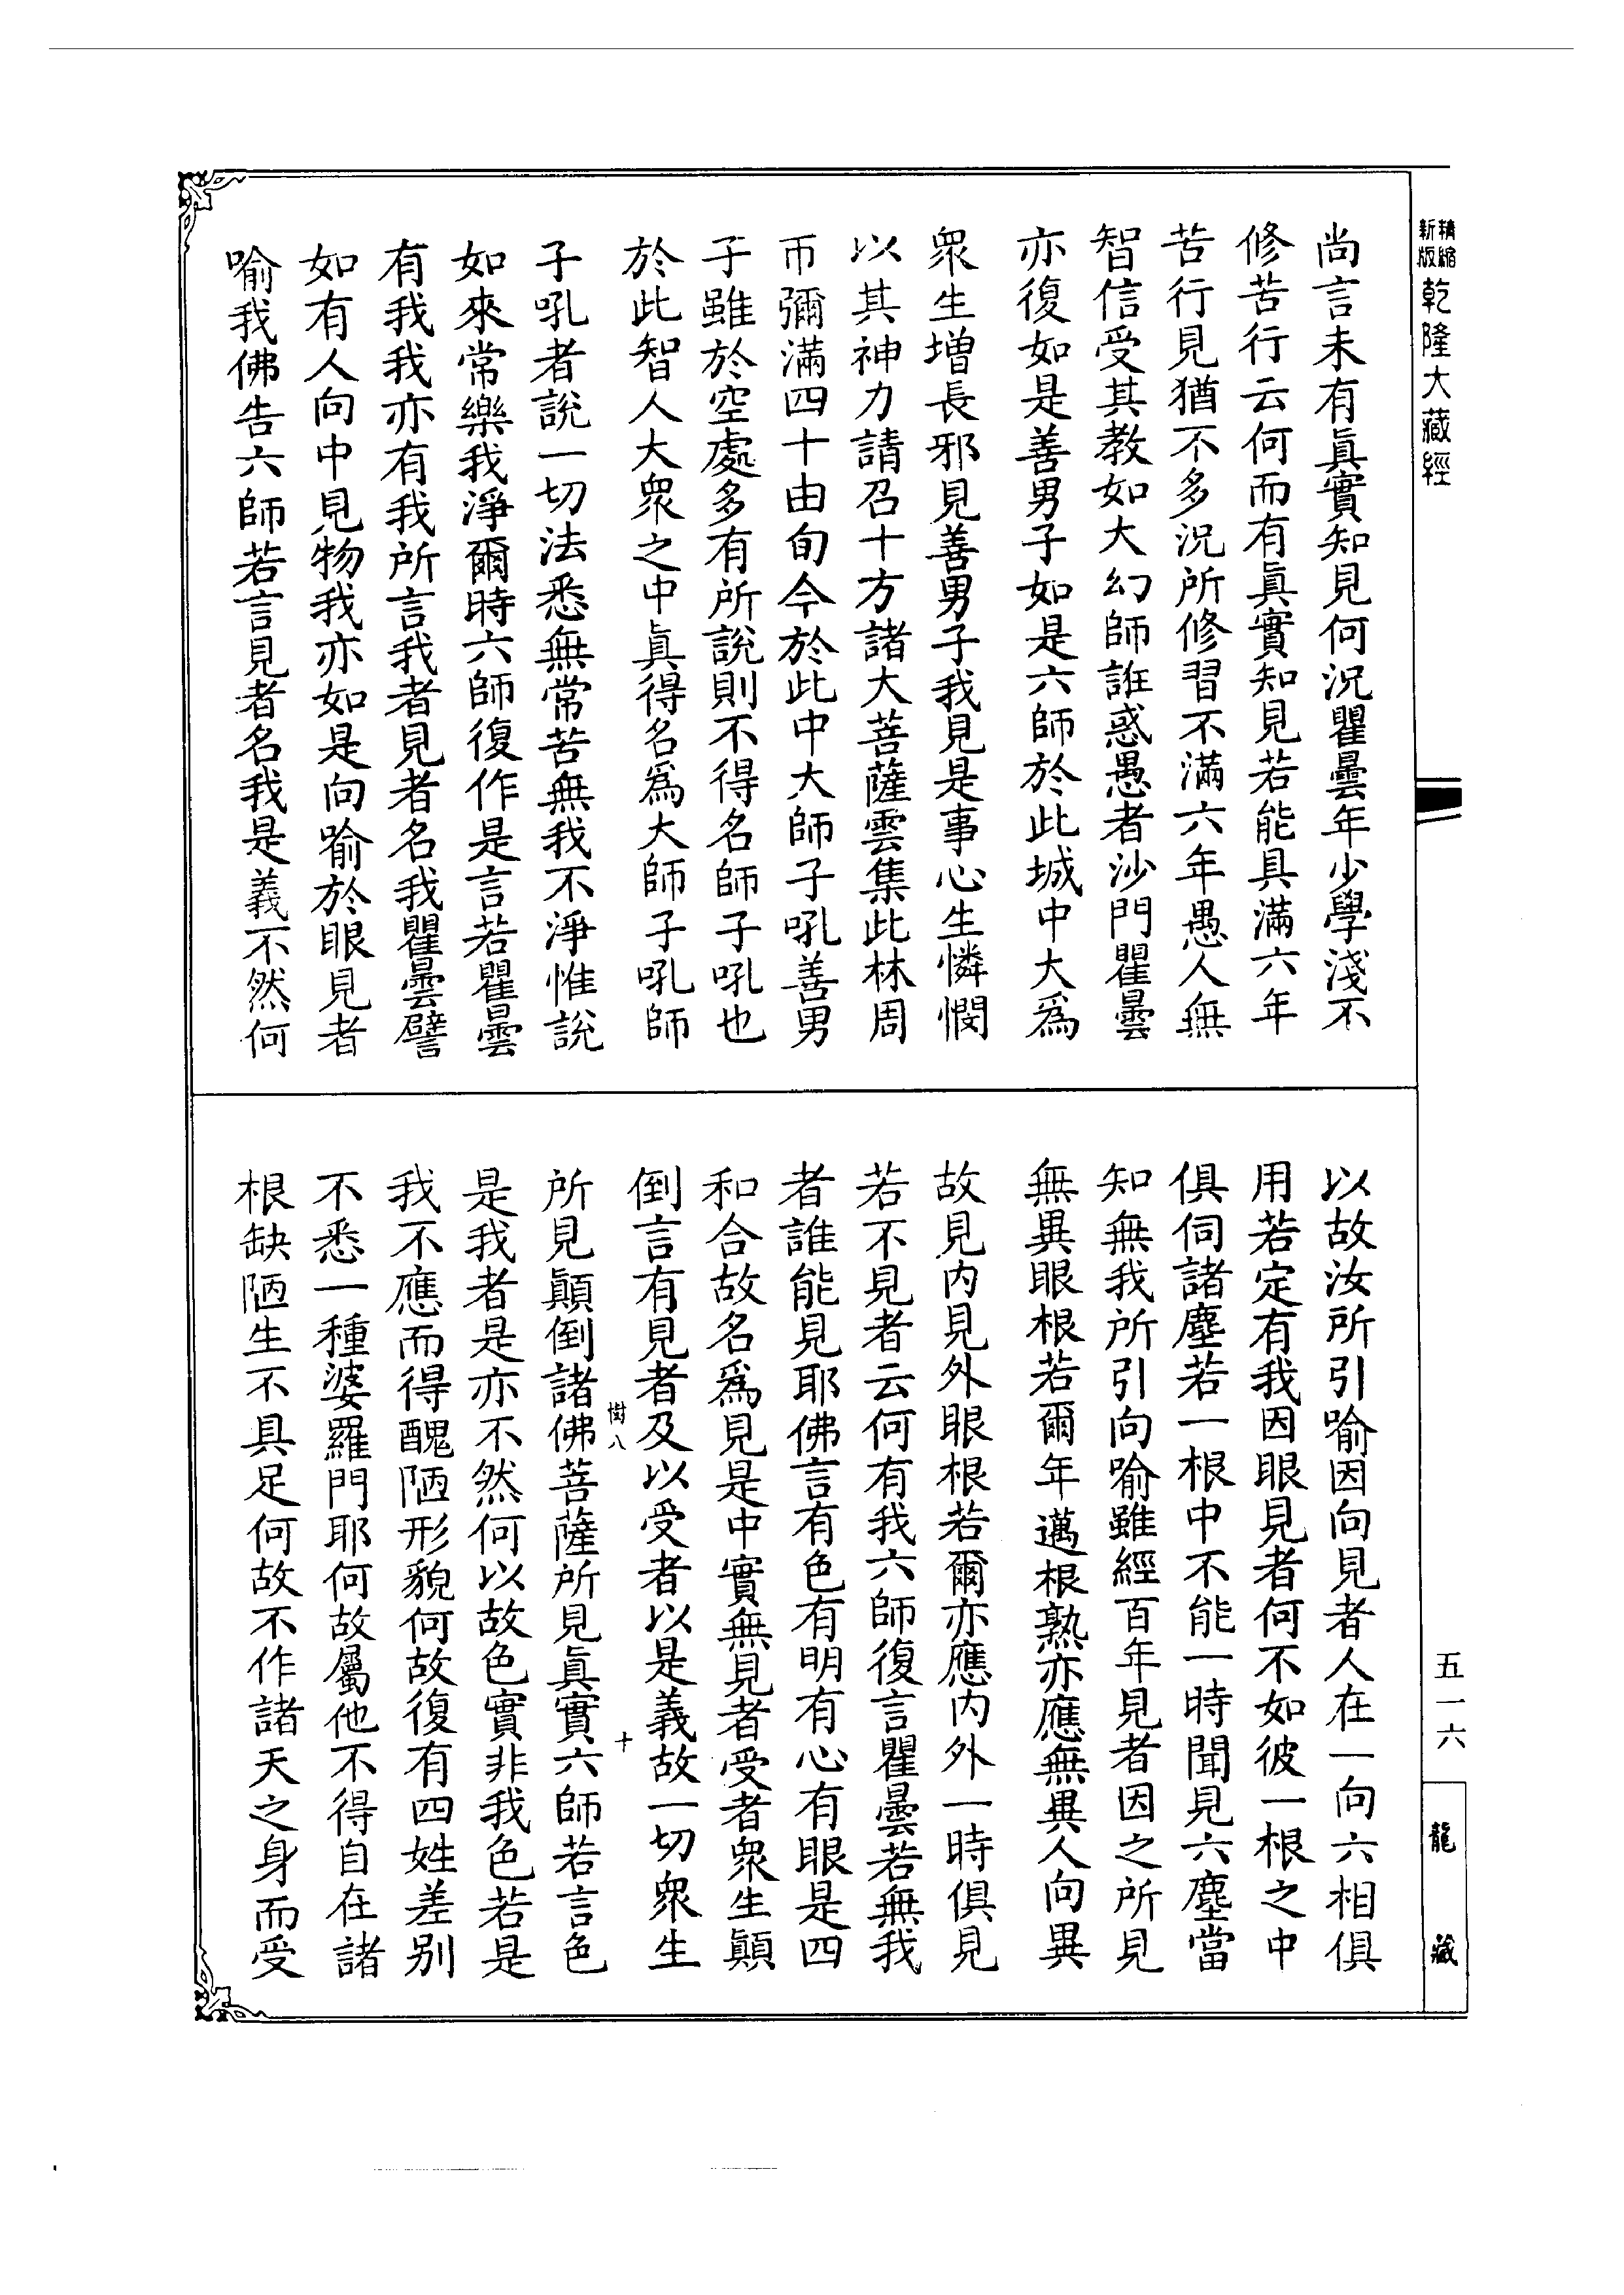 精縮
新版
乾隆大藏經
尚言未有眞實知見何況瞿曇年少學淺不
修苦行云何而有眞實知見若能具滿六年
苦行見猶不多況所修習不滿六年愚人無
智信受其教如大幻師誑惑愚者沙門瞿曇
亦復如是善男子如是六師於此城中大爲
衆生增長邪見善男子我見是事心生憐憫
以其神力請召十方諸大菩薩雲集此林周
帀彌滿四十由旬今於此中大師子吼善男
子雖於空處多有所說則不得名師子吼也
於此智人大衆之中眞得名爲大師子吼師
子吼者說一切法悉無常苦無我不淨惟說
如來常樂我淨爾時六師復作是言若瞿曇
有我我亦有我所言我者見者名我瞿曇譬
如有人向中見物我亦如是向喻於眼見者
喻我佛告六師若言見者名我是義不然何
以故汝所引喻因向見者人在一向六相俱
用若定有我因眼見者何不如彼一根之中
俱伺諸塵若一根中不能一時聞見六塵當
知無我所引向喻雖經百年見者因之所見
無異眼根若爾年邁根熟亦應無異人向異
故見内見外眼根若爾亦應内外一時俱見
若不見者云何有我六師復言瞿曇若無我
者誰能見耶佛言有色有明有心有眼是四
和合故名爲見是中實無見者受者衆生顚
倒言有見者及以受者以是義故一切衆生
樹八
十
所見顚倒諸佛菩薩所見眞實六師若言色
是我者是亦不然何以故色實非我色若是
我不應而得醜陋形貌何故復有四姓差别
不悉一種婆羅門耶何故屬他不得自在諸
根缺陋生不具足何故不作諸天之身而受
五一六
龍藏